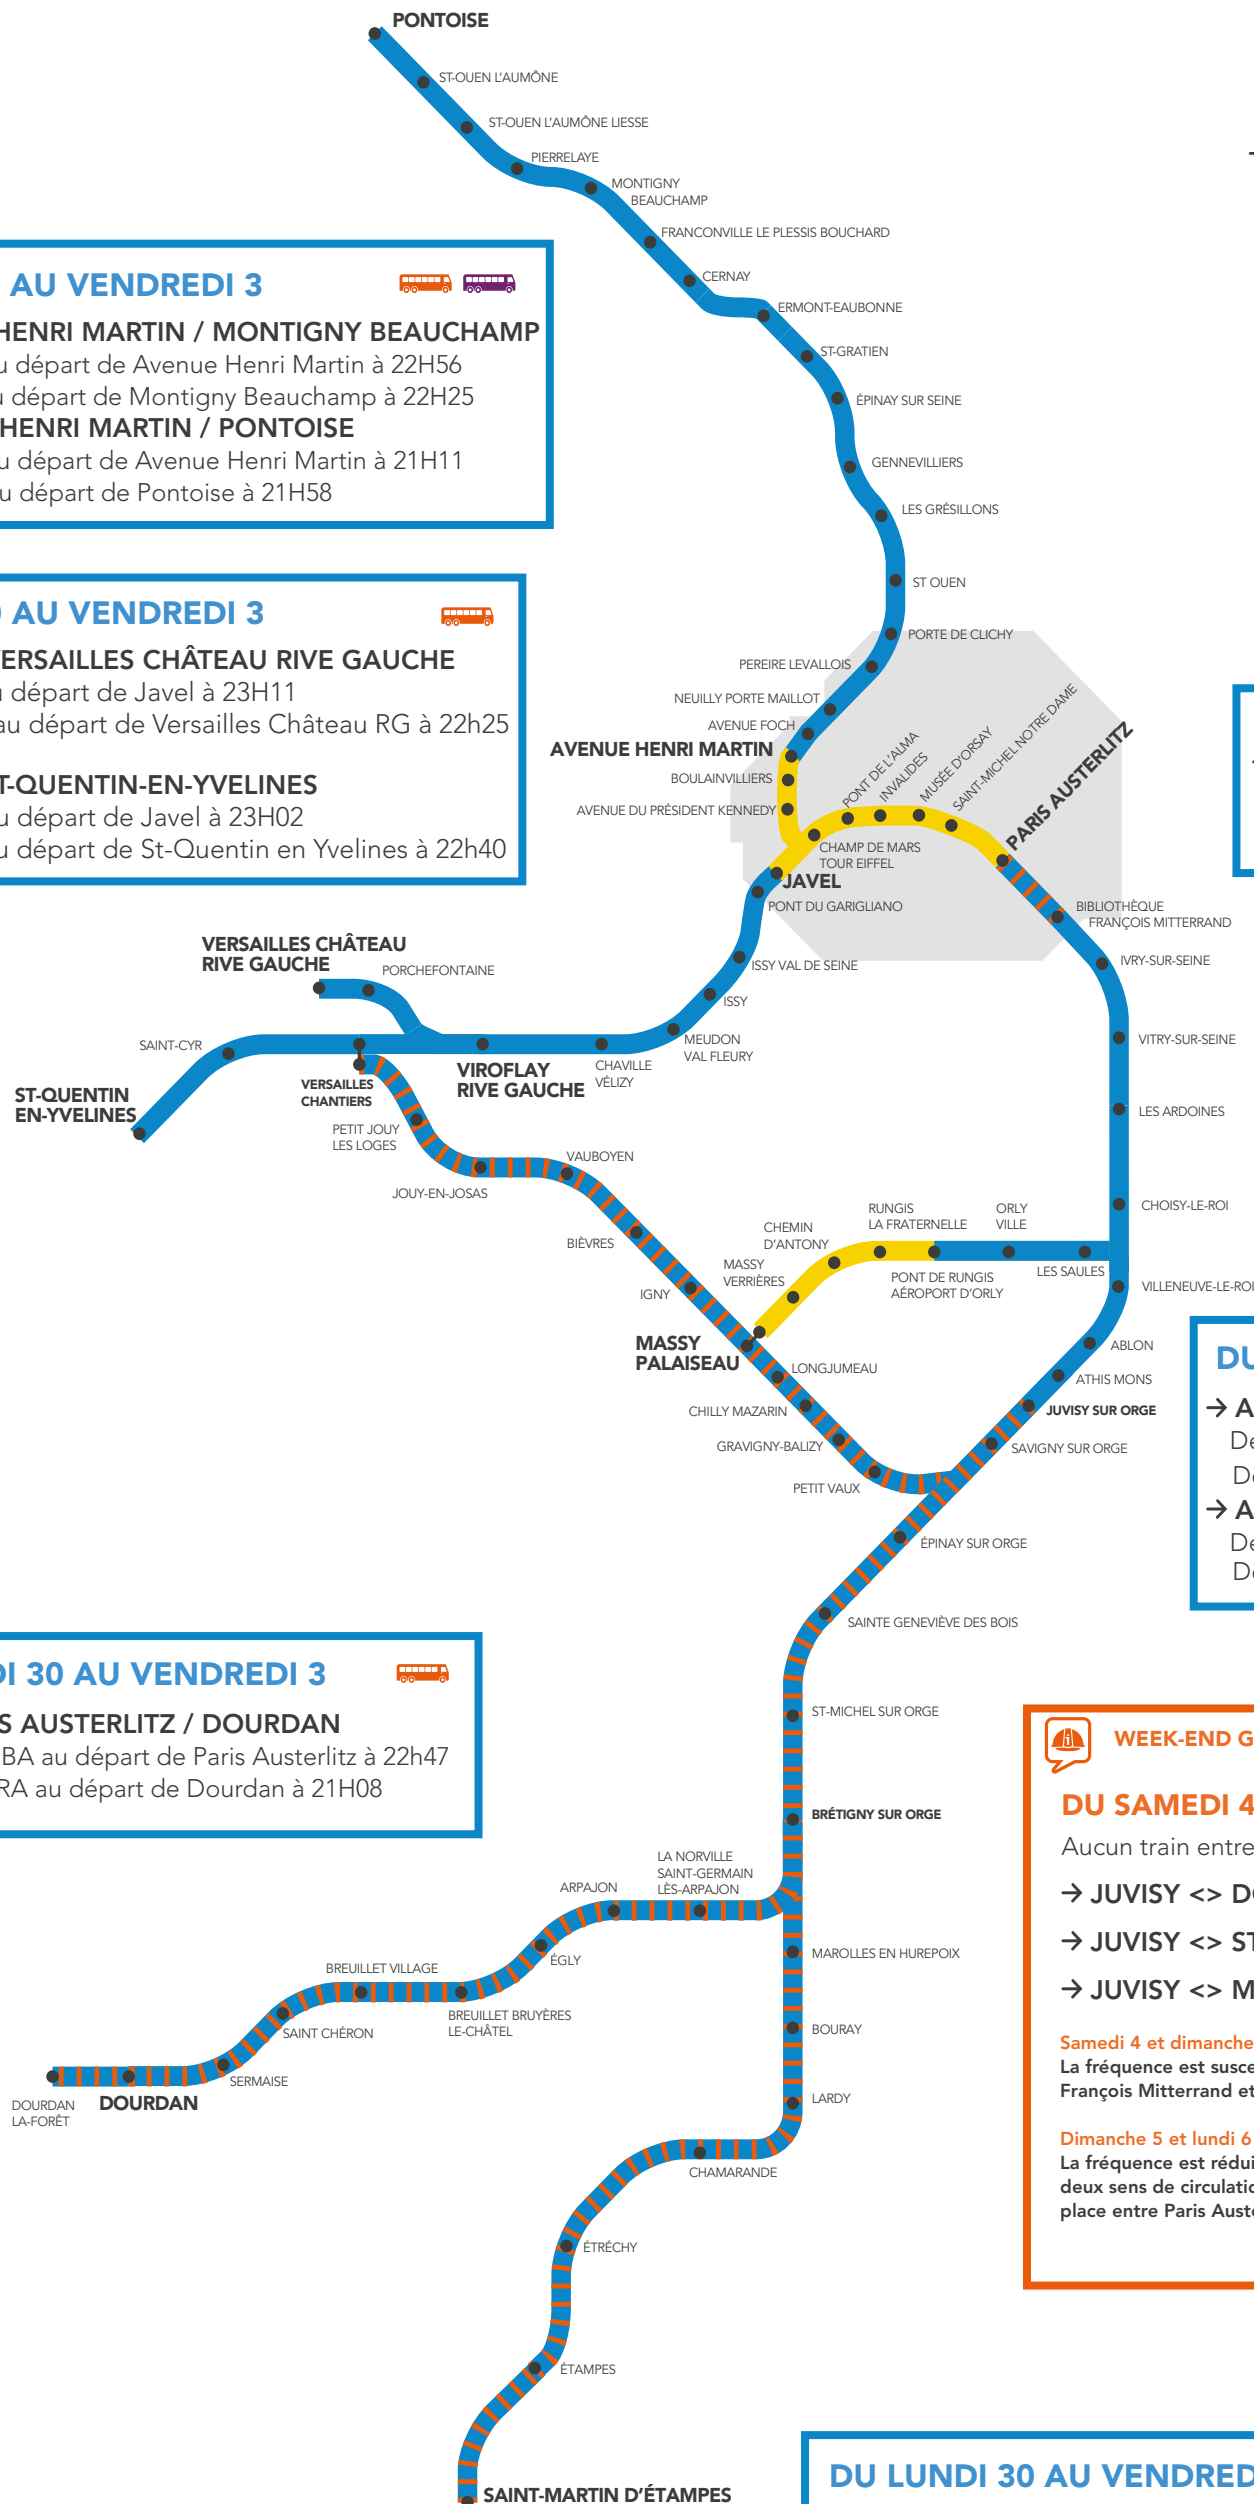 PONTOISE
ST-OUEN L'AUMÔNE
ST-OUEN L'AUMÔNE LIESSE
PIERRELAYE
MONTIGNY
BEAUCHAMP
FRANCONVILLE LE PLESSIS BOUCHARD
CERNAY
ERMONT-EAUBONNE
ST-GRATIEN
ÉPINAY SUR SEINE
GENNEVILLIERS
LES GRÉSILLONS
ST OUEN
PORTE DE CLICHY
PEREIRE LEVALLOIS
NEUILLY PORTE MAILLOT
AVENUE FOCH
AVENUE HENRI MARTIN
BOULAINVILLIERS
AVENUE DU PRÉSIDENT KENNEDY
AU VENDREDI 3
HENRI MARTIN / MONTIGNY BEAUCHAMP
départ de Avenue Henri Martin à 22H56
départ de Montigny Beauchamp à 22H25
HENRI MARTIN / PONTOISE
départ de Avenue Henri Martin à 21H11
départ de Pontoise à 21H58
AU VENDREDI 3
VERSAILLES CHÂTEAU RIVE GAUCHE
départ de Javel à 23H11
au départ de Versailles Château RG à 22h25
T-QUENTIN-EN-YVELINES
départ de Javel à 23H02
départ de St-Quentin en Yvelines à 22h40
PONT DE L'ALMA
INVALIDES
MUSÉE D'ORSAY
SAINT-MICHEL NOTRE DAME
PARIS AUSTERLITZ
CHAMP DE MARS
TOUR EIFFEL
JAVEL
PONT DU GARIGLIANO
ISSY VAL DE SEINE
ISSY
MEUDON
VAL FLEURY
CHAVILLE
VÉLIZY
VIROFLAY
RIVE GAUCHE
VERSAILLES CHÂTEAU
RIVE GAUCHE
PORCHEFONTAINE
SAINT-CYR
ST-QUENTIN
EN-YVELINES
VERSAILLES
CHANTIERS
PETIT JOUY
LES LOGES
JOUY-EN-JOSAS
VAUBOYEN
BIÈVRES
IGNY
MASSY
PALAISEAU
MASSY
VERRIÈRES
CHEMIN
D'ANTONY
RUNGIS
LA FRATERNELLE
PONT DE RUNGIS
AÉROPORT D'ORLY
ORLY
VILLE
LES SAULES
BIBLIOTHÈQUE
FRANÇOIS MITTERRAND
IVRY-SUR-SEINE
VITRY-SUR-SEINE
LES ARDOINES
CHOISY-LE-ROI
VILLENEUVE-LE-ROI
ABLON
ATHIS MONS
JUVISY SUR ORGE
SAVIGNY SUR ORGE
LONGJUMEAU
CHILLY MAZARIN
GRAVIGNY-BALIZY
PETIT VAUX
ÉPINAY SUR ORGE
SAINTE GENEVIÈVE DES BOIS
ST-MICHEL SUR ORGE
BRÉTIGNY SUR ORGE
DU
→ A
De
De
→ A
De
De
DI 30 AU VENDREDI 3
S AUSTERLITZ / DOURDAN
BA au départ de Paris Austerlitz à 22h47
RA au départ de Dourdan à 21H08
LA NORVILLE
SAINT-GERMAIN
LÈS-ARPAJON
ARPAJON
ÉGLY
BREUILLET BRUYÈRES
LE-CHÂTEL
BREUILLET VILLAGE
SAINT CHÉRON
SERMAISE
DOURDAN
DOURDAN
LA-FORÊT
MAROLLES EN HUREPOIX
BOURAY
LARDY
CHAMARANDE
ÉTRÉCHY
ÉTAMPES
SAINT-MARTIN D'ÉTAMPES
WEEK-END G
DU SAMEDI 4
Aucun train entre
→ JUVISY <> DO
→ JUVISY <> ST
→ JUVISY <> M
Samedi 4 et dimanche
La fréquence est susce
François Mitterrand et
Dimanche 5 et lundi 6
La fréquence est rédui
deux sens de circulatio
place entre Paris Auste
DU LUNDI 30 AU VENDRED